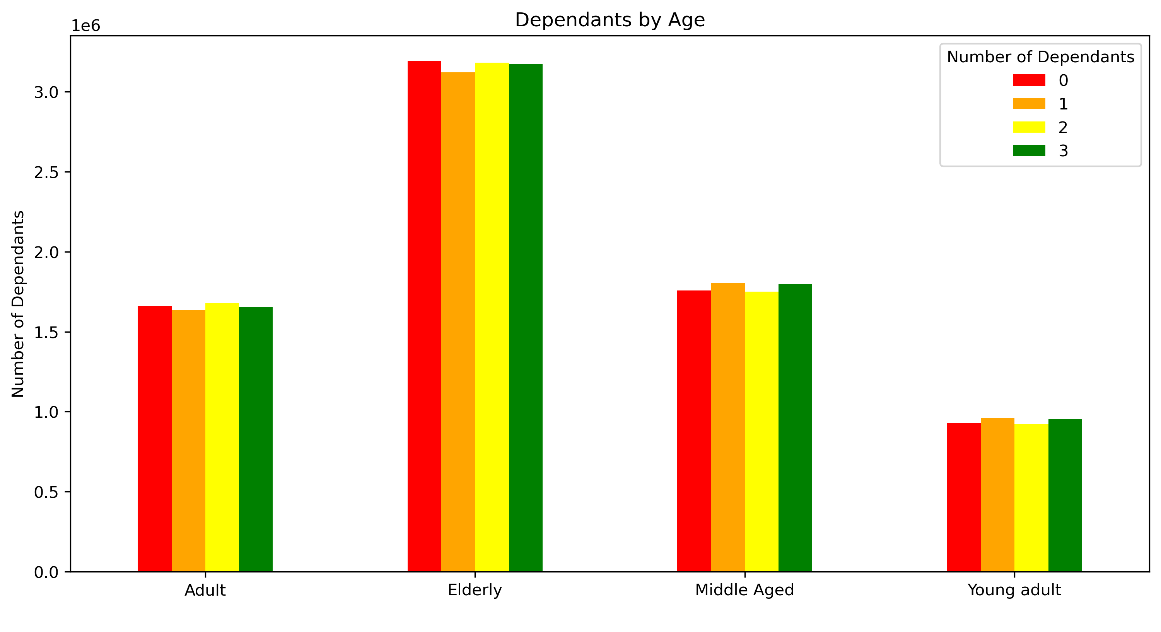 Dependants by Age
1e6
Number of Dependants
0
1
2
3
3.0
2.5
2.0
1.5
1.0
0.5
0.0
Number of Dependants
Adult
Elderly
Middle Aged
Young adult